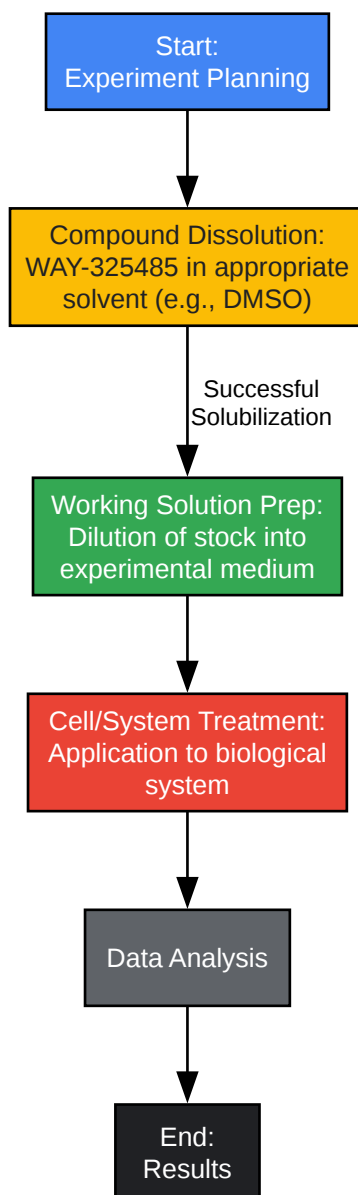 Start:
Experiment Planning
Compound Dissolution:
WAY-325485 in appropriate
solvent (e.g., DMSO)
Successful
Solubilization
Working Solution Prep:
Dilution of stock into
experimental medium
Cell/System Treatment:
Application to biological
system
Data Analysis
End:
Results